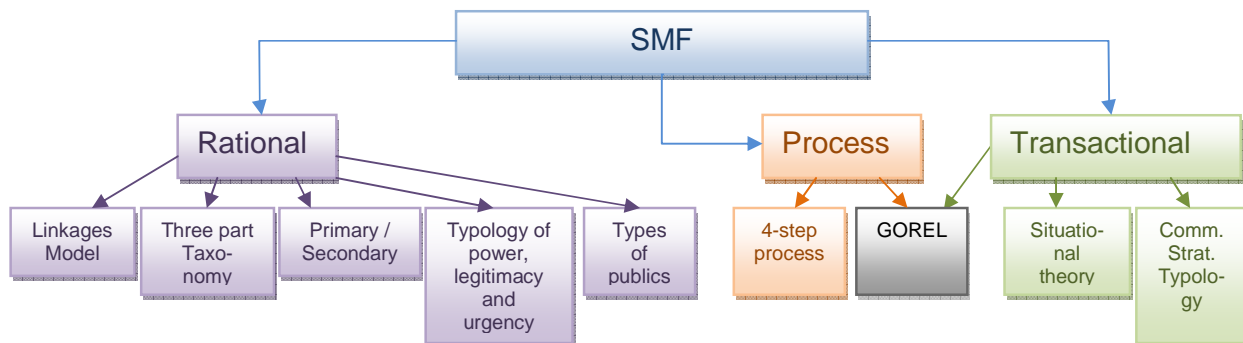 SMF
Rational
Process
Transactional
Linkages
Model
Three part
Taxo-
nomy
Primary /
Secondary
Typology of
power,
legitimacy
and
urgency
Types
of
publics
4-step
process
GOREL
Situatio-
nal
theory
Comm.
Strat.
Typolo-
gy